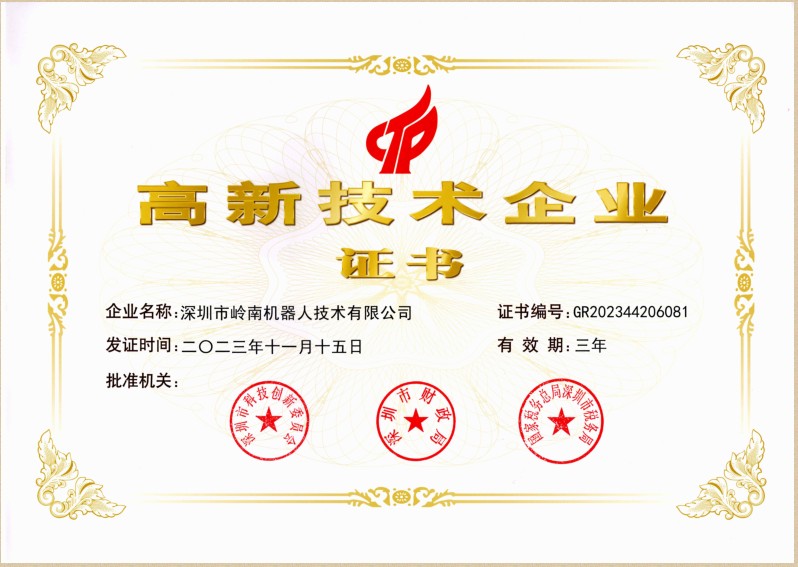 高新技术企业
证书
企业名称：深圳市岭南机器人技术有限公司
证书编号：GR202344206081
发证时间：二〇二三年十一月十五日
有效期：三年
批准机关：
深圳市科技创新委员会
深圳市财政局
国家税务总局深圳市税务局